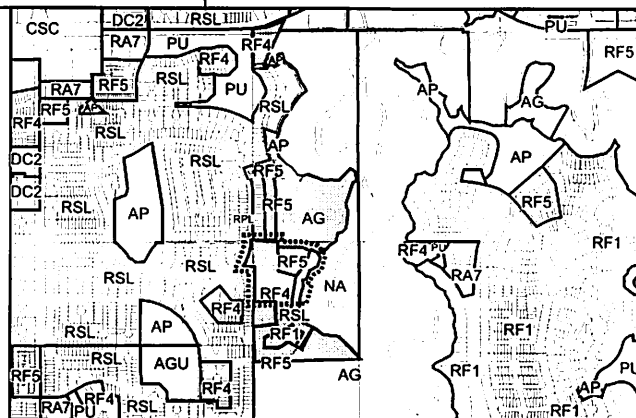 DC2 RSL
CSC PU
RA7 PU RF4 RF5
RF4 AP
RSL
RF5 PU AP
RA7 RSL AG
RF5 AP
RF4 RSL
AP AP
DC2 RSL
RF5
DC2 RF5 RF5
RSL AP RPL AG
RF1
RF5 RF4 PU
RSL RSL NA RA7
RF4
RF4 RSL
RSL AP RF1 RF1
RSL AGU RF5
RF5 RF4 AG RF1 PU
RF4 AP
RA7 PU RSL RF1